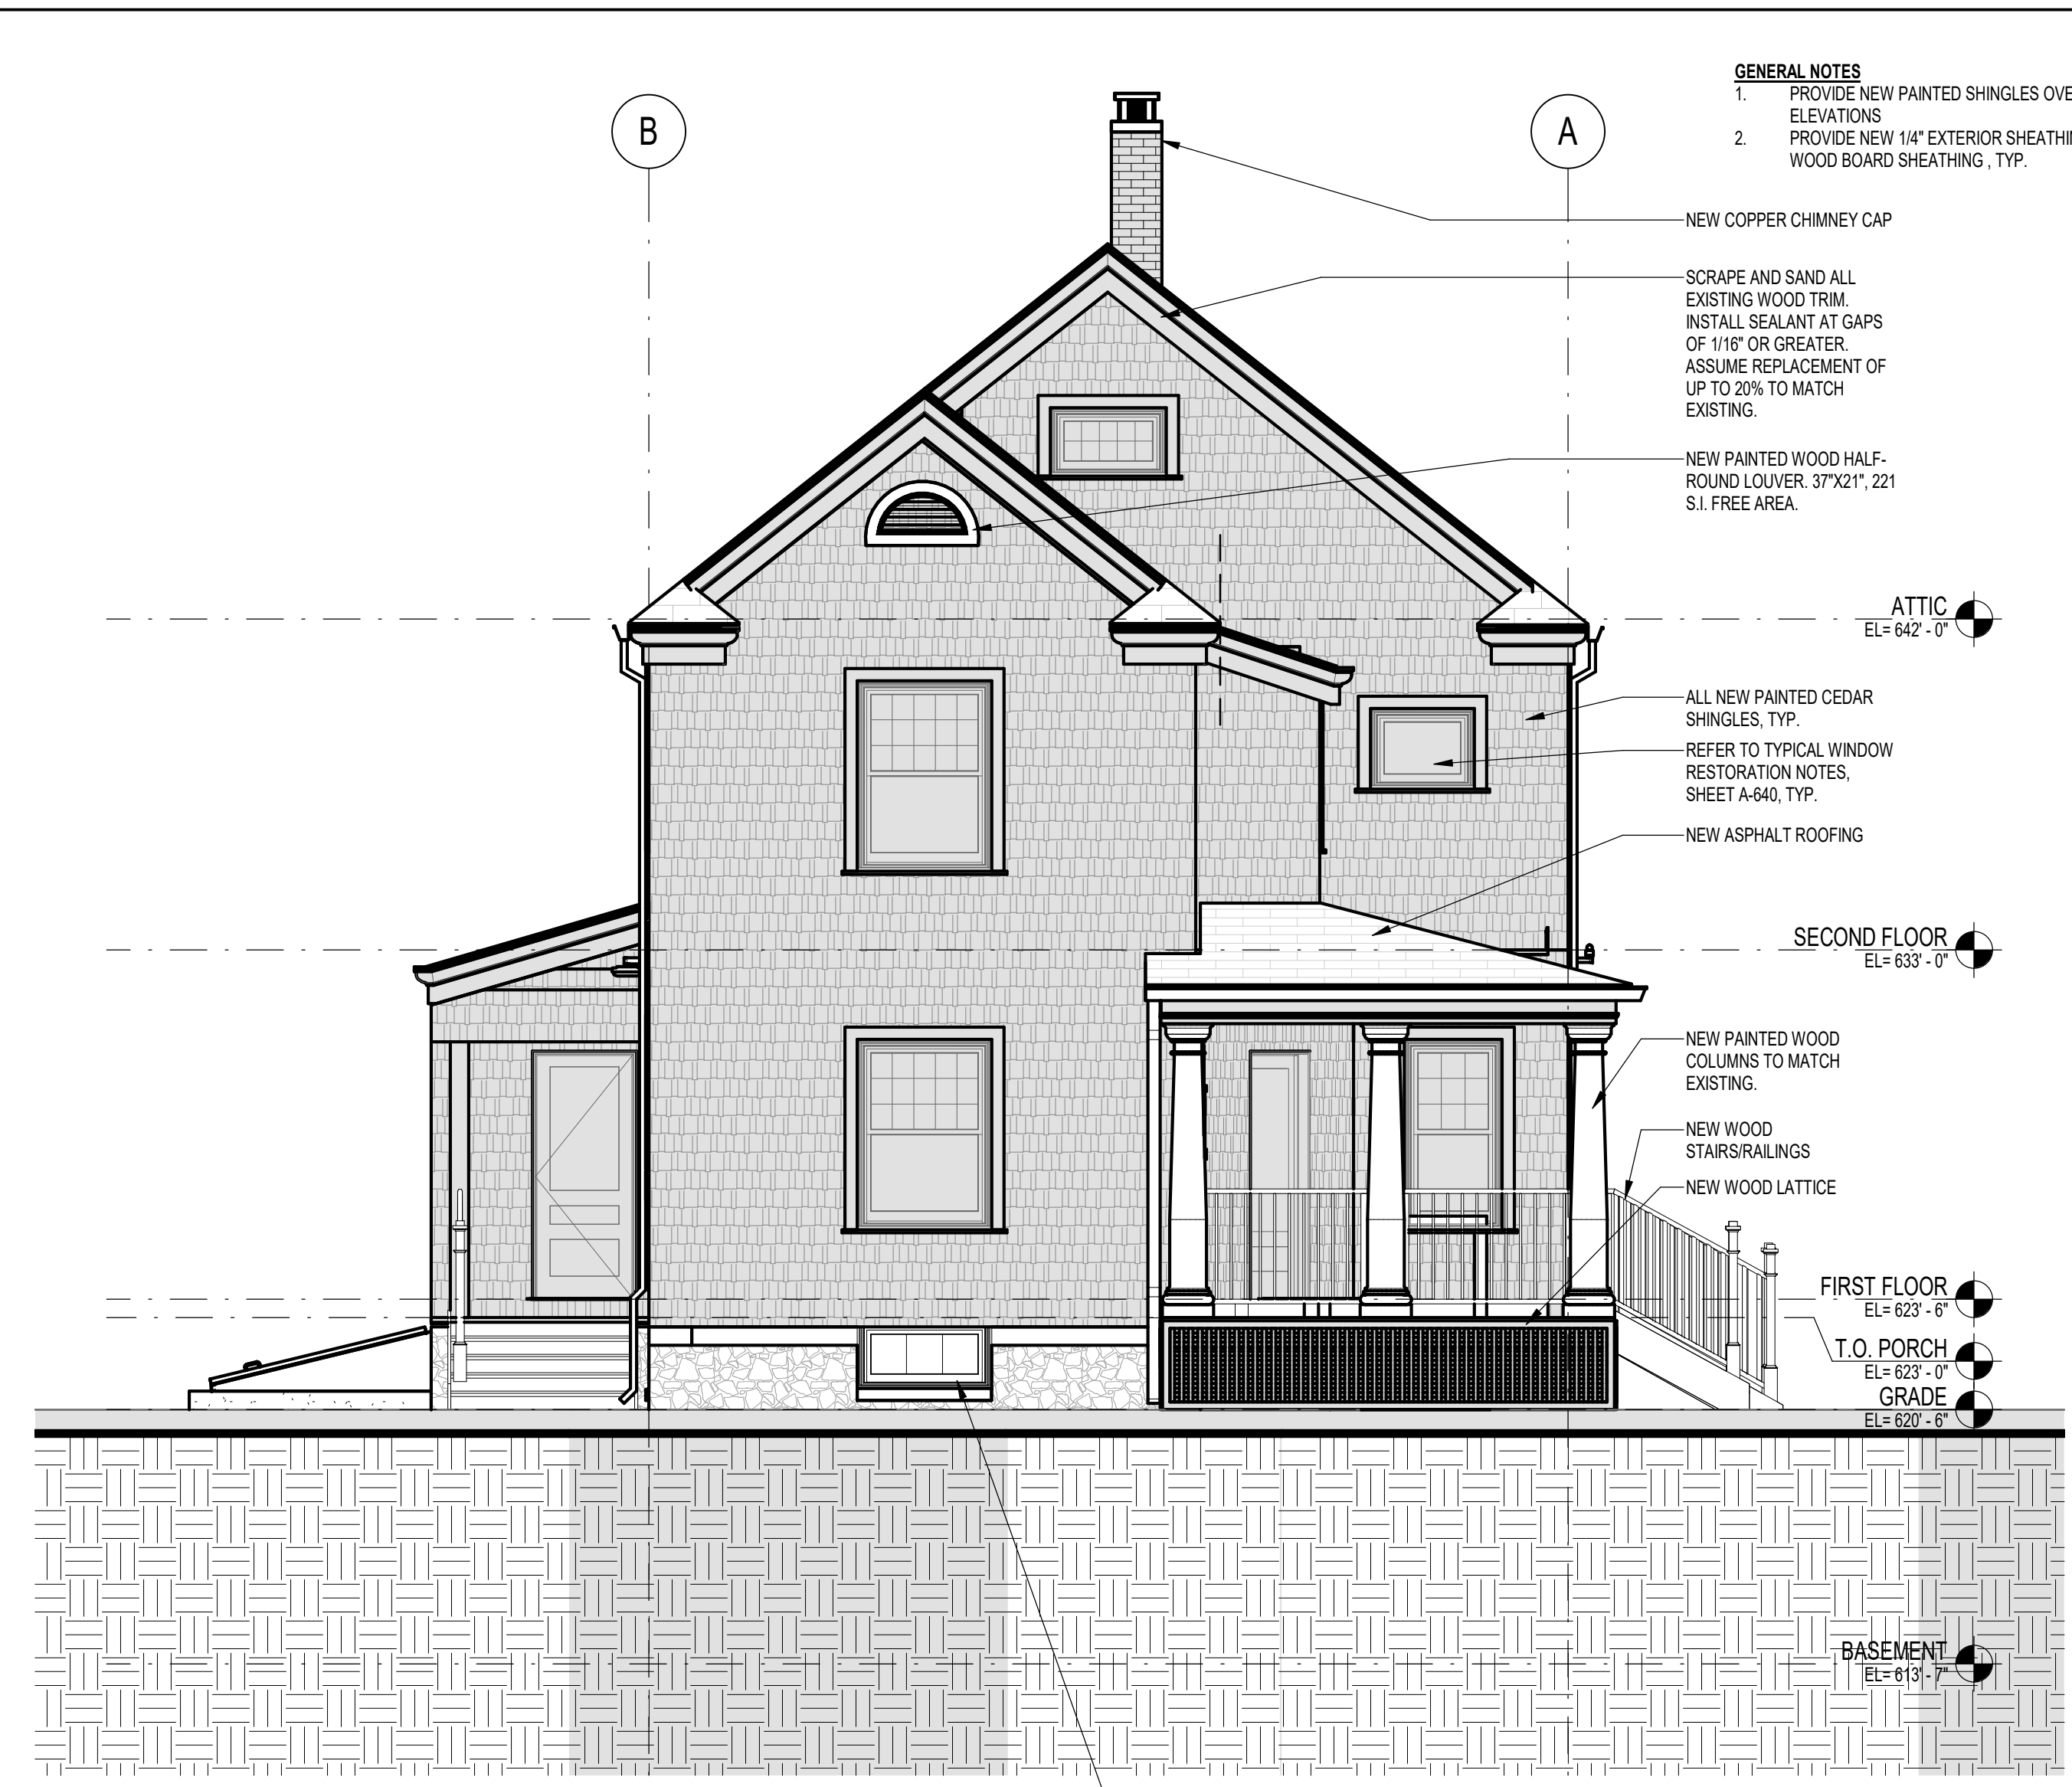 GENERAL NOTES
1. PROVIDE NEW PAINTED SHINGLES
ELEVATIONS
2. PROVIDE NEW 1/4" EXTERIOR
WOOD BOARD SHEATHING , TYP.
B
A
NEW COPPER CHIMNEY CAP
SCRAPE AND SAND ALL
EXISTING WOOD TRIM.
INSTALL SEALANT AT GAPS
OF 1/16" OR GREATER.
ASSUME REPLACEMENT OF
UP TO 20% TO MATCH
EXISTING.
NEW PAINTED WOOD HALF-
ROUND LOUVER. 37"X21", 221
S.I. FREE AREA.
ATTIC
EL= 642' - 0"
ALL NEW PAINTED CEDAR
SHINGLES, TYP.
REFER TO TYPICAL WINDOW
RESTORATION NOTES,
SHEET A-640, TYP.
NEW ASPHALT ROOFING
SECOND FLOOR
EL= 633' - 0"
NEW PAINTED WOOD
COLUMNS TO MATCH
EXISTING.
NEW WOOD
STAIRS/RAILINGS
NEW WOOD LATTICE
FIRST FLOOR
EL= 623' - 6"
T.O. PORCH
EL= 623' - 0"
GRADE
EL= 620' - 6"
BASEMENT
EL= 613' - 7"